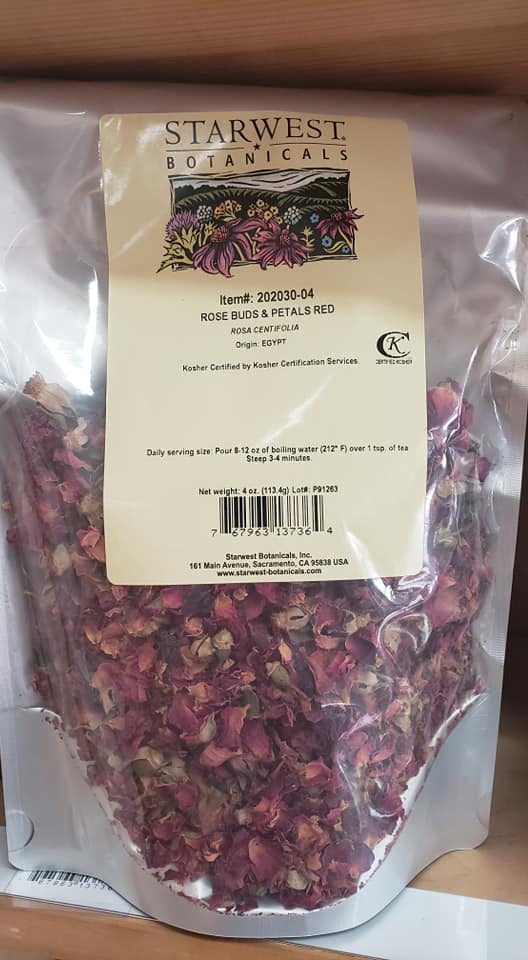 STARWEST®
BOTANICALS
Item#: 202030-04
ROSE BUDS & PETALS RED
ROSA CENTIFOLIA
Origin: EGYPT
K
CERTIFIED KOSHER
Kosher Certified by Kosher Certification Services.
Daily serving size: Pour 8-12 oz of boiling water (212° F) over 1 tsp. of tea
Steep 3-4 minutes.
Net weight: 4 oz. (113.4g) Lot#: P91263
7 67963 13736 4
Starwest Botanicals, Inc.
161 Main Avenue, Sacramento, CA 95838 USA
www.starwest-botanicals.com